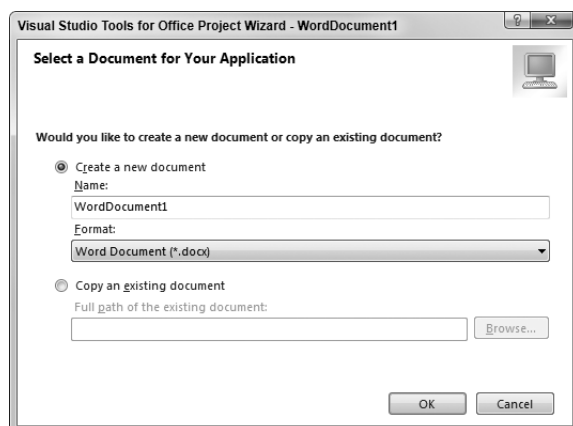 Visual Studio Tools for Office Project Wizard - WordDocument1
Select a Document for Your Application
Would you like to create a new document or copy an existing document?
Create a new document
Name:
WordDocument1
Format:
Word Document (*.docx)
Copy an existing document
Full path of the existing document:
Browse...
OK
Cancel